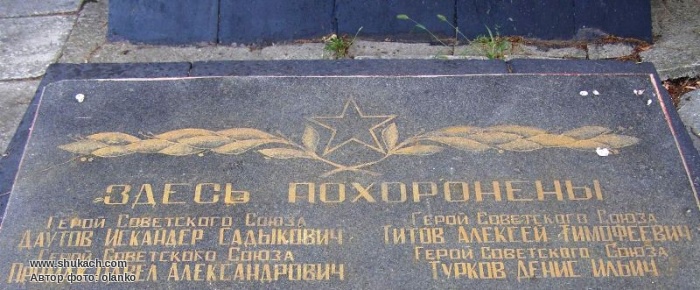 ЗДЕСЬ ПОХОРОНЕНЫ
ГЕРОЙ СОВЕТСКОГО СОЮЗА
ДАУТОВ ИСКАНДЕР САДЫКОВИЧ
СОВЕТСКОГО СОЮЗА
ПАВЕЛ АЛЕКСАНДРОВИЧ
ГЕРОЙ СОВЕТСКОГО СОЮЗА
ТИТОВ АЛЕКСЕЙ ТИМОФЕЕВИЧ
ГЕРОЙ СОВЕТСКОГО СОЮЗА
ТУРКОВ ДЕНИС ИЛЬИЧ
www.shukach.com
Автор фото: olanko